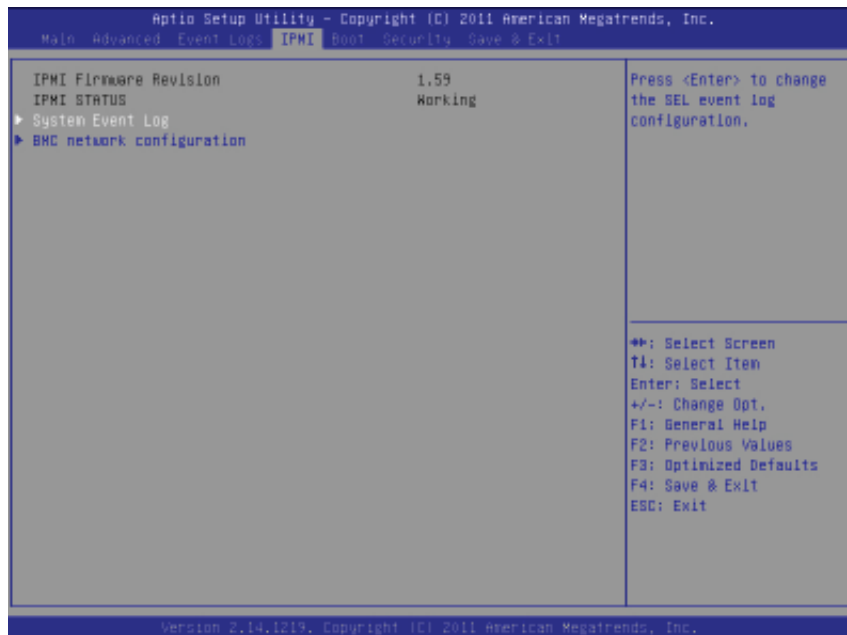 Aptio Setup Utility - Copyright (C) 2011 American Megatrends, Inc.
Main Advanced Event Logs IPMI Boot Security Save & Exit
IPMI Firmware Revision 1.59
IPMI STATUS Working
▶ System Event Log
▶ BMC network configuration
Press <Enter> to change
the SEL event log
configuration.
→←: Select Screen
↑↓: Select Item
Enter: Select
+/-: Change Opt.
F1: General Help
F2: Previous Values
F3: Optimized Defaults
F4: Save & Exit
ESC: Exit
Version 2.14.1219. Copyright (C) 2011 American Megatrends, Inc.